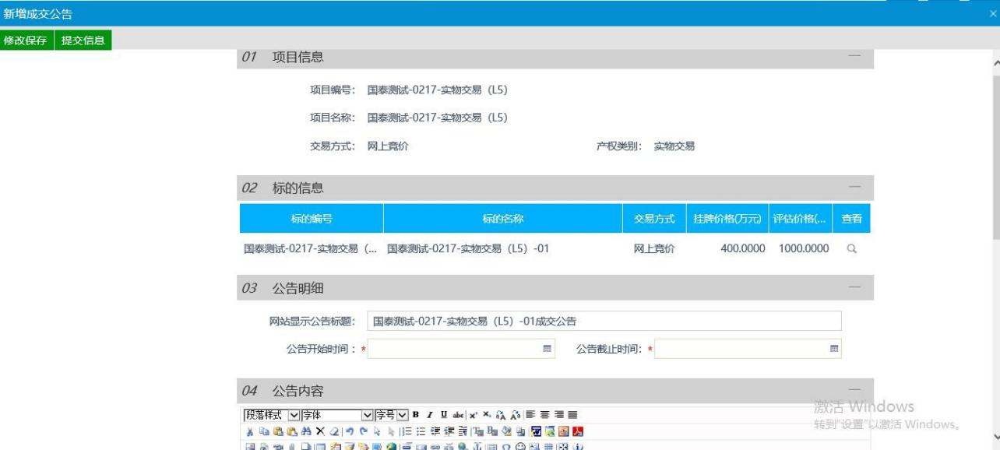 新增成交公告
修改保存 提交信息
01 项目信息
项目编号： 国泰测试-0217-实物交易（L5）
项目名称： 国泰测试-0217-实物交易（L5）
交易方式： 网上竞价 产权类别： 实物交易
02 标的信息
标的编号 标的名称 交易方式 挂牌价格(万元) 评估价格(... 查看
国泰测试-0217-实物交易（... 国泰测试-0217-实物交易（L5）-01 网上竞价 400.0000 1000.0000
03 公告明细
网站显示公告标题： 国泰测试-0217-实物交易（L5）-01成交公告
公告开始时间：* 公告截止时间：*
04 公告内容
段落样式 字体 字号 B I U abc
激活 Windows
转到"设置"以激活 Windows。